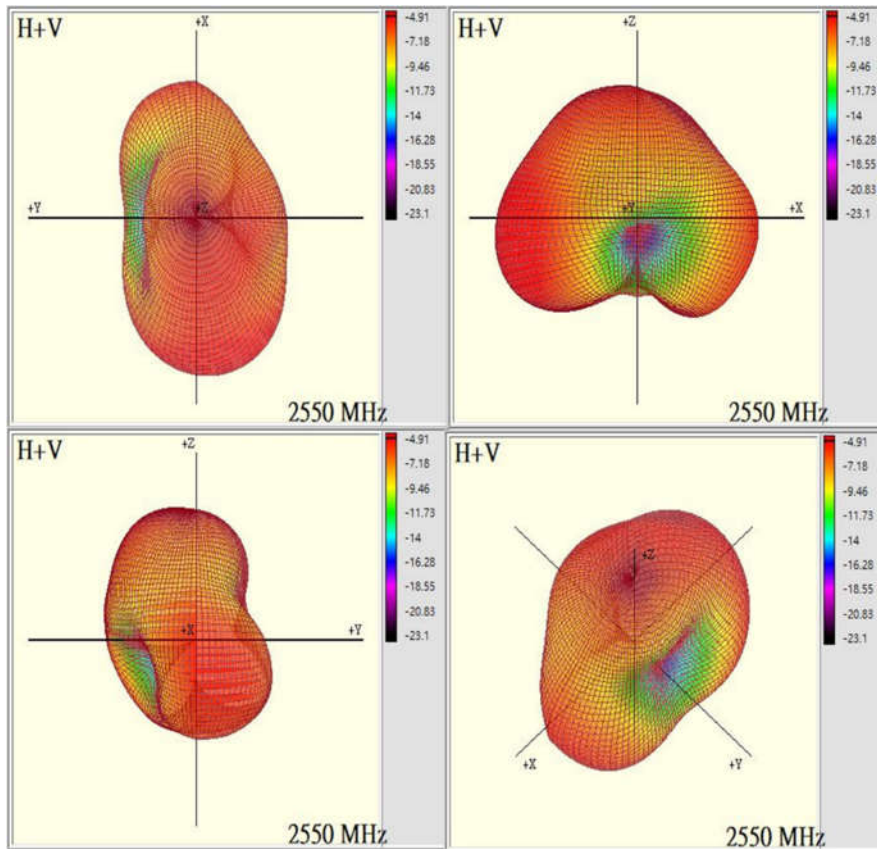 H+V
+X
+Y
+Z
2550 MHz
-4.91
-7.18
-9.46
-11.73
-14
-16.28
-18.55
-20.83
-23.1
H+V
+Z
+Y
+X
2550 MHz
-4.91
-7.18
-9.46
-11.73
-14
-16.28
-18.55
-20.83
-23.1
H+V
+Z
+X
+Y
2550 MHz
-4.91
-7.18
-9.46
-11.73
-14
-16.28
-18.55
-20.83
-23.1
H+V
+Z
+X
+Y
2550 MHz
-4.91
-7.18
-9.46
-11.73
-14
-16.28
-18.55
-20.83
-23.1